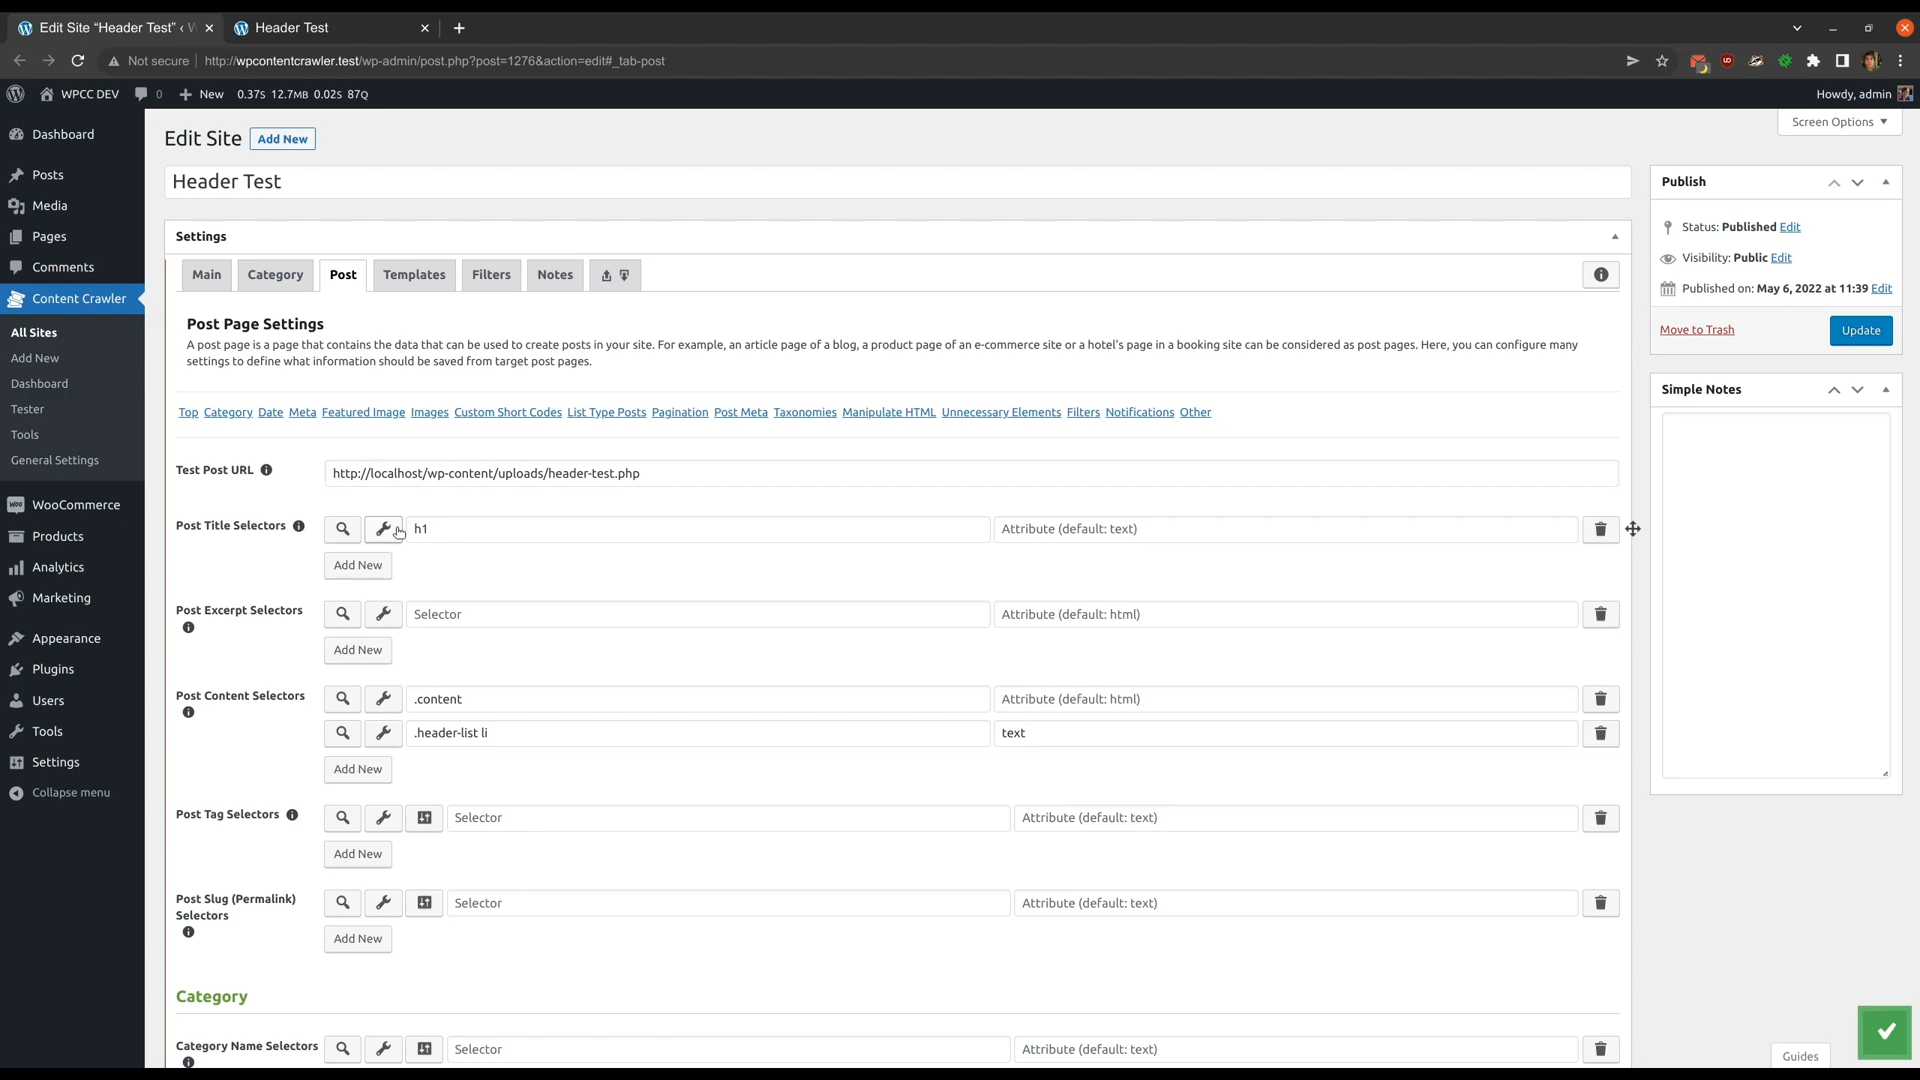 Edit Site “Header Test” ‹ W
Header Test
Not secure
http://wpcontentcrawler.test/wp-admin/post.php?post=1276&action=edit#_tab-post
WPCC DEV
0
New
0.37S 12.7MB 0.02S 87Q
Howdy, admin
Dashboard
Posts
Media
Pages
Comments
Content Crawler
All Sites
Add New
Dashboard
Tester
Tools
General Settings
WooCommerce
Products
Analytics
Marketing
Appearance
Plugins
Users
Tools
Settings
Collapse menu
Screen Options
Edit Site
Add New
Header Test
Settings
Main
Category
Post
Templates
Filters
Notes
Post Page Settings
A post page is a page that contains the data that can be used to create posts in your site. For example, an article page of a blog, a product page of an e-commerce site or a hotel's page in a booking site can be considered as post pages. Here, you can configure many
settings to define what information should be saved from target post pages.
Top Category Date Meta Featured Image Images Custom Short Codes List Type Posts Pagination Post Meta Taxonomies Manipulate HTML Unnecessary Elements Filters Notifications Other
Test Post URL
http://localhost/wp-content/uploads/header-test.php
Post Title Selectors
h1
Attribute (default: text)
Add New
Post Excerpt Selectors
Selector
Attribute (default: html)
Add New
Post Content Selectors
.content
Attribute (default: html)
.header-list li
text
Add New
Post Tag Selectors
Selector
Attribute (default: text)
Add New
Post Slug (Permalink)
Selectors
Selector
Attribute (default: text)
Add New
Category
Category Name Selectors
Selector
Attribute (default: text)
Publish
Status: Published Edit
Visibility: Public Edit
Published on: May 6, 2022 at 11:39 Edit
Move to Trash
Update
Simple Notes
Guides